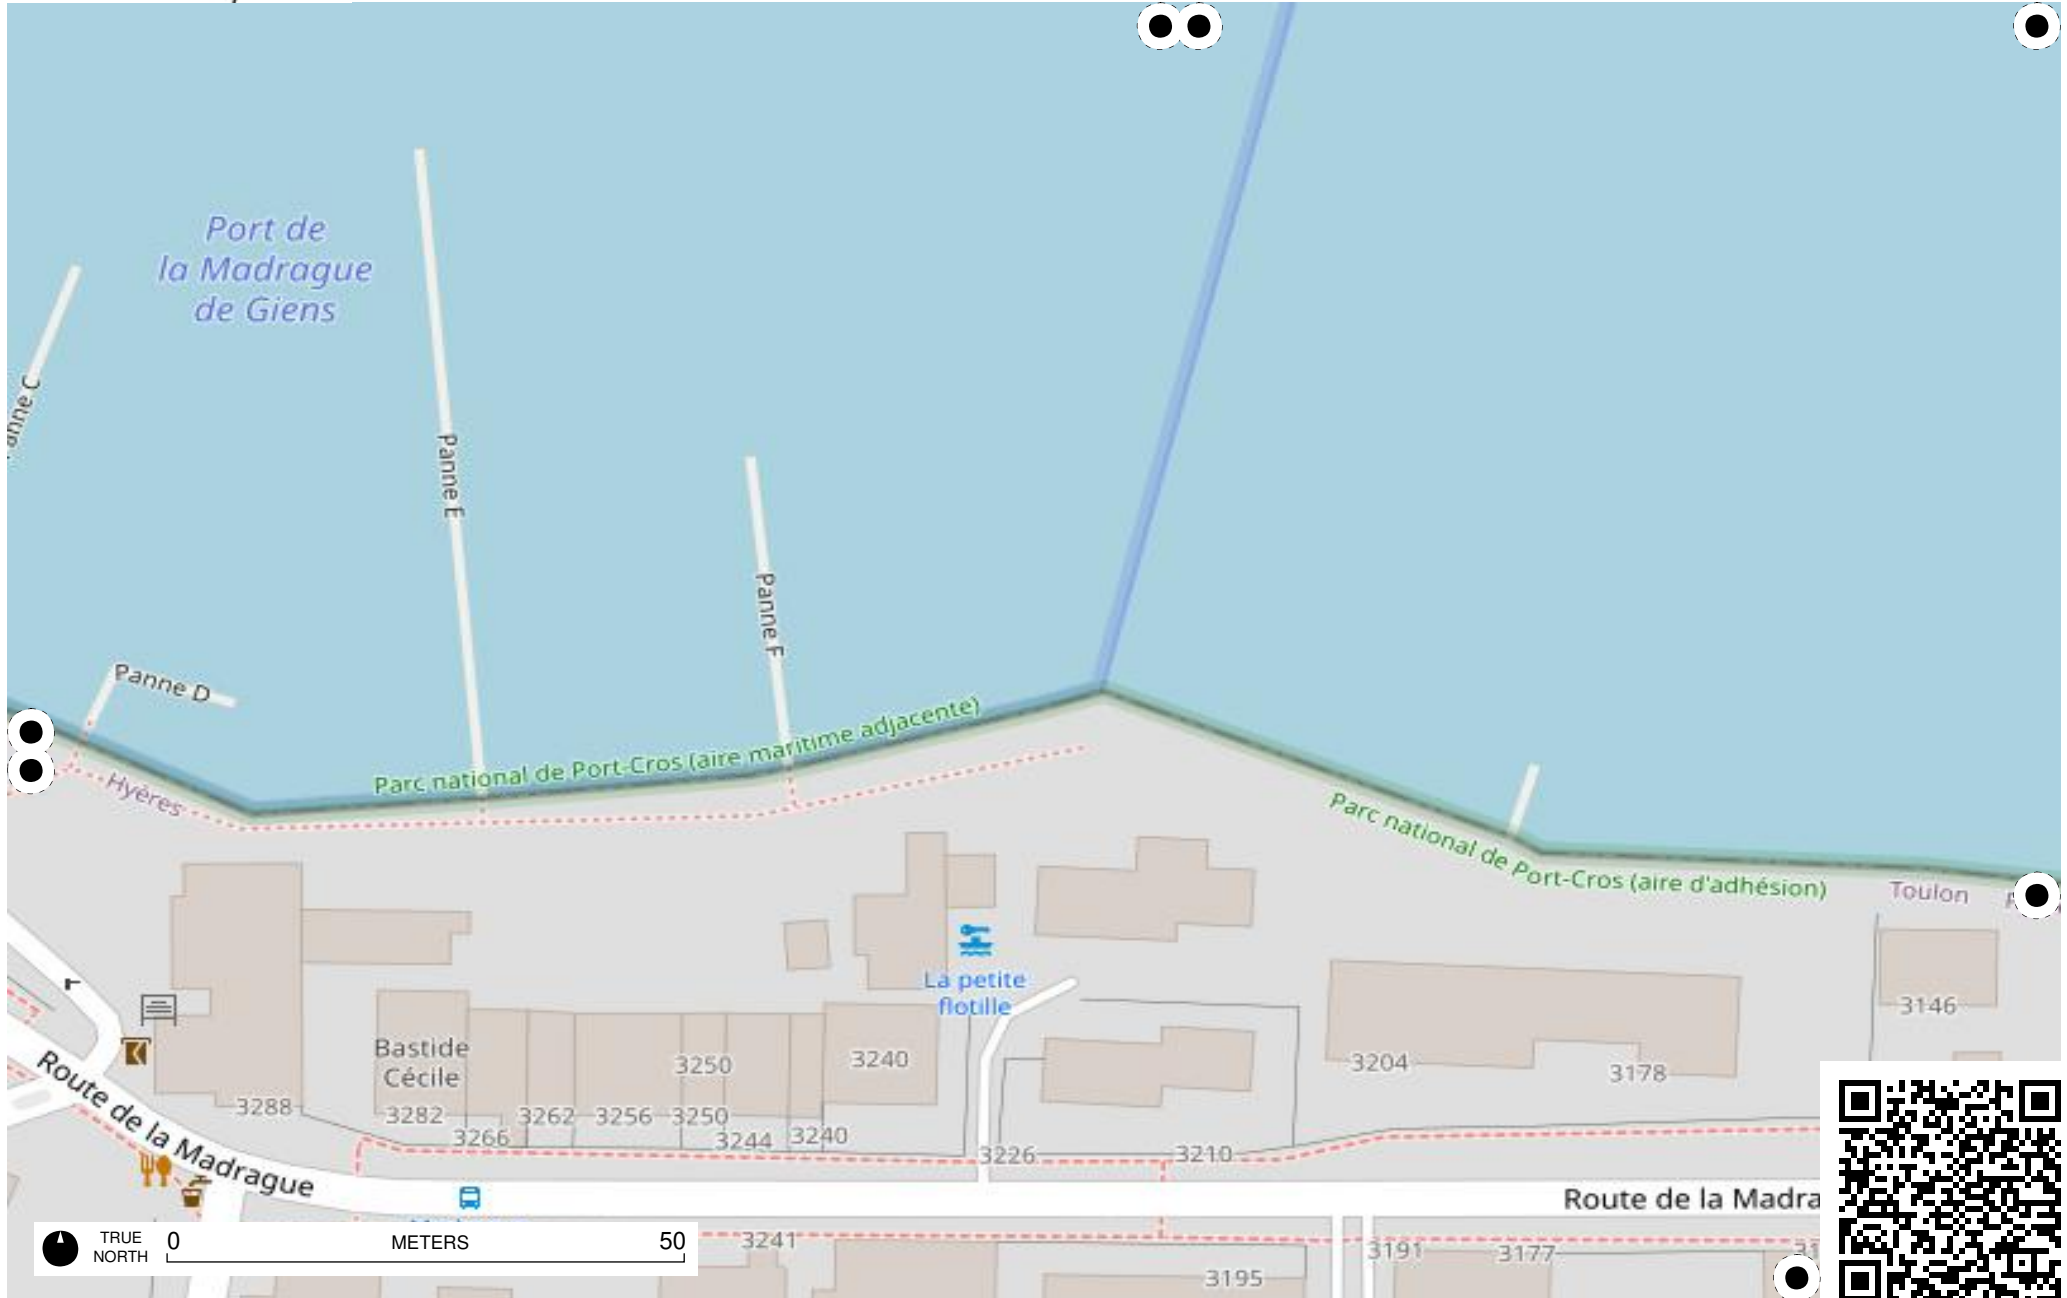 Port de
la Madrague
de Giens
Panne E
Panne F
Panne D
Parc national de Port-Cros (aire maritime adjacente)
Hyères
Parc national de Port-Cros (aire d'adhésion)
Toulon
La petite
flotille
3146
Bastide
Cécile
3250
3240
3204
3178
3288
3282
3262
3256
3250
3266
3244
3240
3226
3210
Route de la Madrague
Route de la Madra
TRUE
NORTH
0
METERS
50
3241
3191
3177
3195